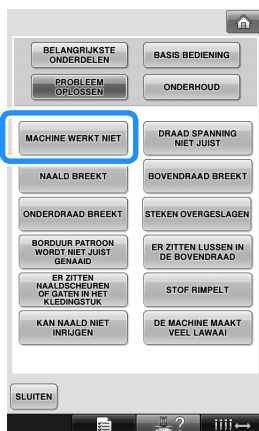 BELANGRIJKSTE
ONDERDELEN
BASIS BEDIENING
PROBLEEM
OPLOSSEN
ONDERHOUD
MACHINE WERKT NIET
DRAAD SPANNING
NIET JUIST
NAALD BREEKT
BOVENDRAAD BREEKT
ONDERDRAAD BREEKT
STEKEN OVERGESLAGEN
BORDUUR PATROON
WORDT NIET JUIST
GENAAID
ER ZITTEN LUSSEN IN
DE BOVENDRAAD
ER ZITTEN
NAALDSCHEUREN
OF GATEN IN HET
KLEDINGSTUK
STOF RIMPELT
KAN NAALD NIET
INRIJGEN
DE MACHINE MAAKT
VEEL LAWAAI
SLUITEN
?